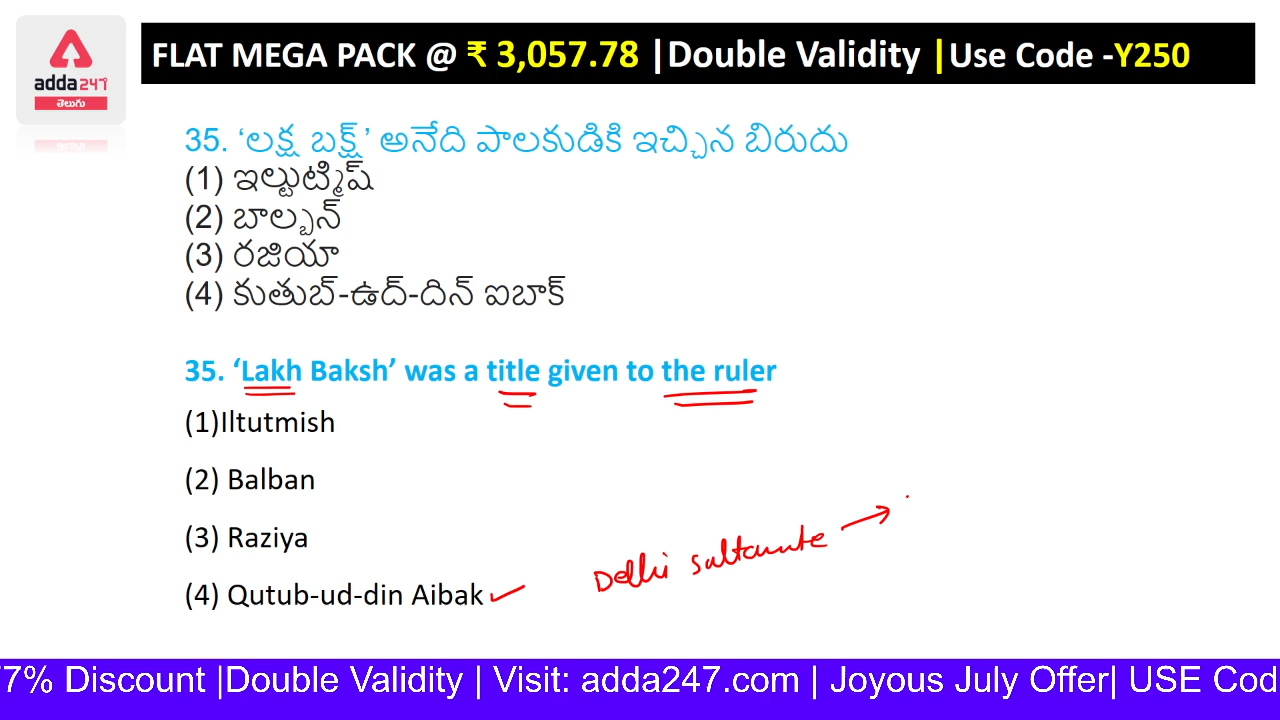 adda247
తెలుగు
FLAT MEGA PACK @ ₹ 3,057.78 |Double Validity |Use Code -Y250
35. ‘లక్ష బక్ష్’ అనేది పాలకుడికి ఇచ్చిన బిరుదు
(1) ఇల్టుట్మిష్
(2) బాల్బన్
(3) రజియా
(4) కుతుబ్-ఉద్-దిన్ ఐబాక్
35. ‘Lakh Baksh’ was a title given to the ruler
(1)Iltutmish
(2) Balban
(3) Raziya
(4) Qutub-ud-din Aibak
Delhi sultanate →
77% Discount |Double Validity | Visit: adda247.com | Joyous July Offer| USE Cod